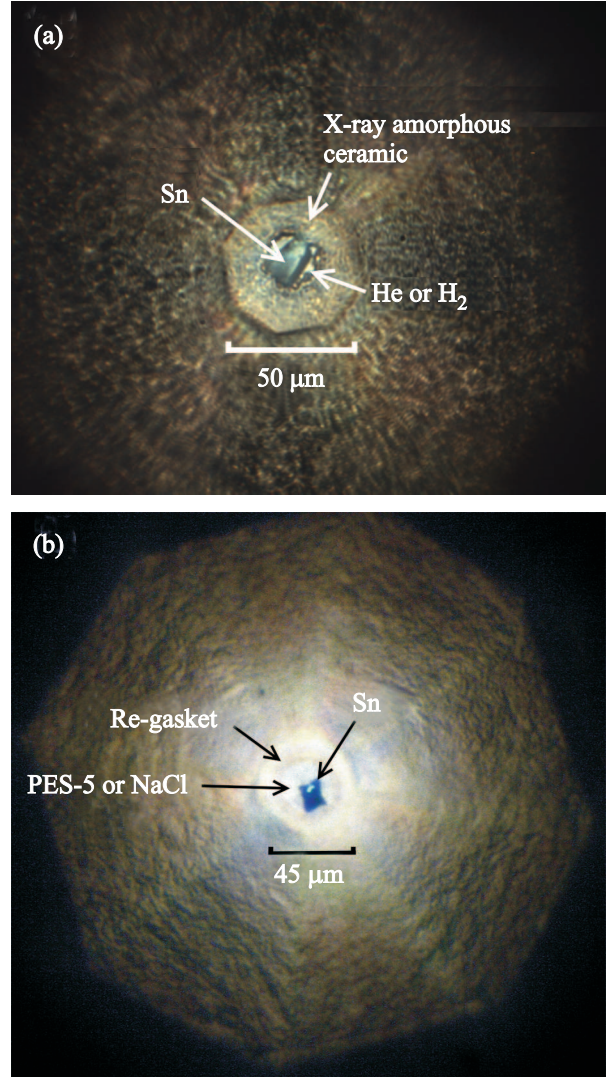 (a)
X-ray amorphous
ceramic
Sn
He or H₂
50 μm
(b)
Re-gasket
Sn
PES-5 or NaCl
45 μm